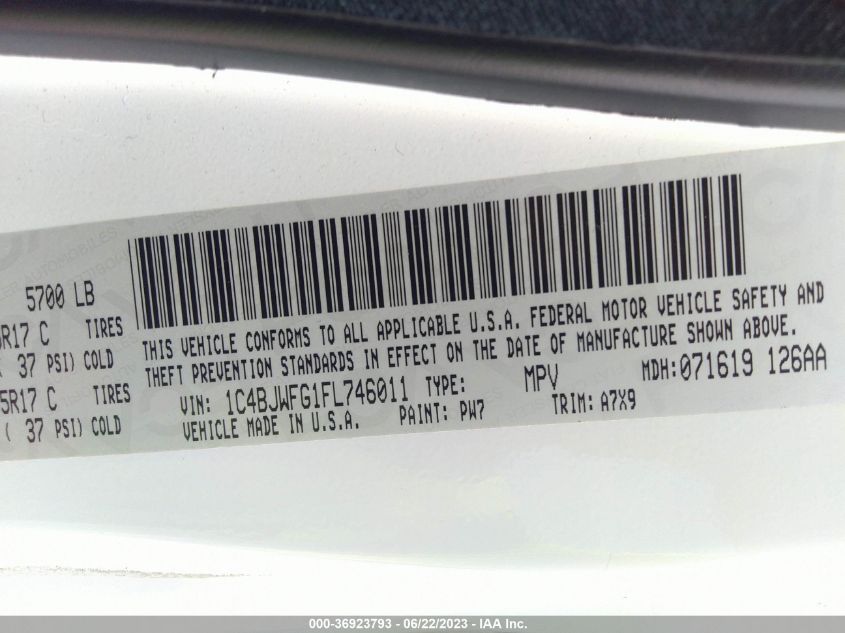 5700 LB
5R17 C TIRES
37 PSI) COLD
5R17 C TIRES
( 37 PSI) COLD
THIS VEHICLE CONFORMS TO ALL APPLICABLE U.S.A. FEDERAL MOTOR VEHICLE SAFETY AND
THEFT PREVENTION STANDARDS IN EFFECT ON THE DATE OF MANUFACTURE SHOWN ABOVE.
VIN: 1C4BJWFG1FL746011 TYPE: MPV MDH:071619 126AA
VEHICLE MADE IN U.S.A. PAINT: PW7 TRIM: A7X9
000-36923793 - 06/22/2023 - IAA Inc.